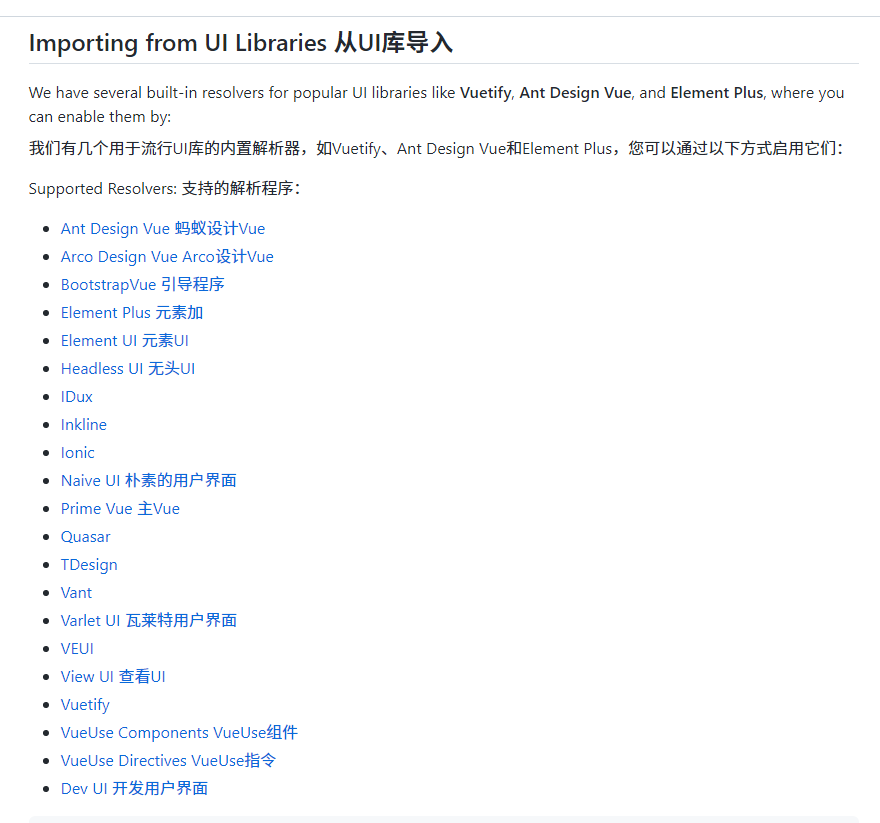 Importing from UI Libraries 从UI库导入
We have several built-in resolvers for popular UI libraries like Vuetify, Ant Design Vue, and Element Plus, where you
can enable them by:
我们有几个用于流行UI库的内置解析器，如Vuetify、Ant Design Vue和Element Plus，您可以通过以下方式启用它们：
Supported Resolvers: 支持的解析程序：
Ant Design Vue 蚂蚁设计Vue
Arco Design Vue Arco设计Vue
BootstrapVue 引导程序
Element Plus 元素加
Element UI 元素UI
Headless UI 无头UI
IDux
Inkline
Ionic
Naive UI 朴素的用户界面
Prime Vue 主Vue
Quasar
TDesign
Vant
Varlet UI 瓦莱特用户界面
VEUI
View UI 查看UI
Vuetify
VueUse Components VueUse组件
VueUse Directives VueUse指令
Dev UI 开发用户界面